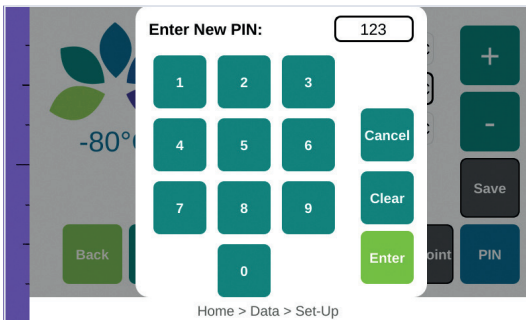 Enter New PIN: 123
1 2 3
+
-80°
4 5 6
Cancel
-
7 8 9
Clear
Save
Back
0
Enter
oint
PIN
Home > Data > Set-Up